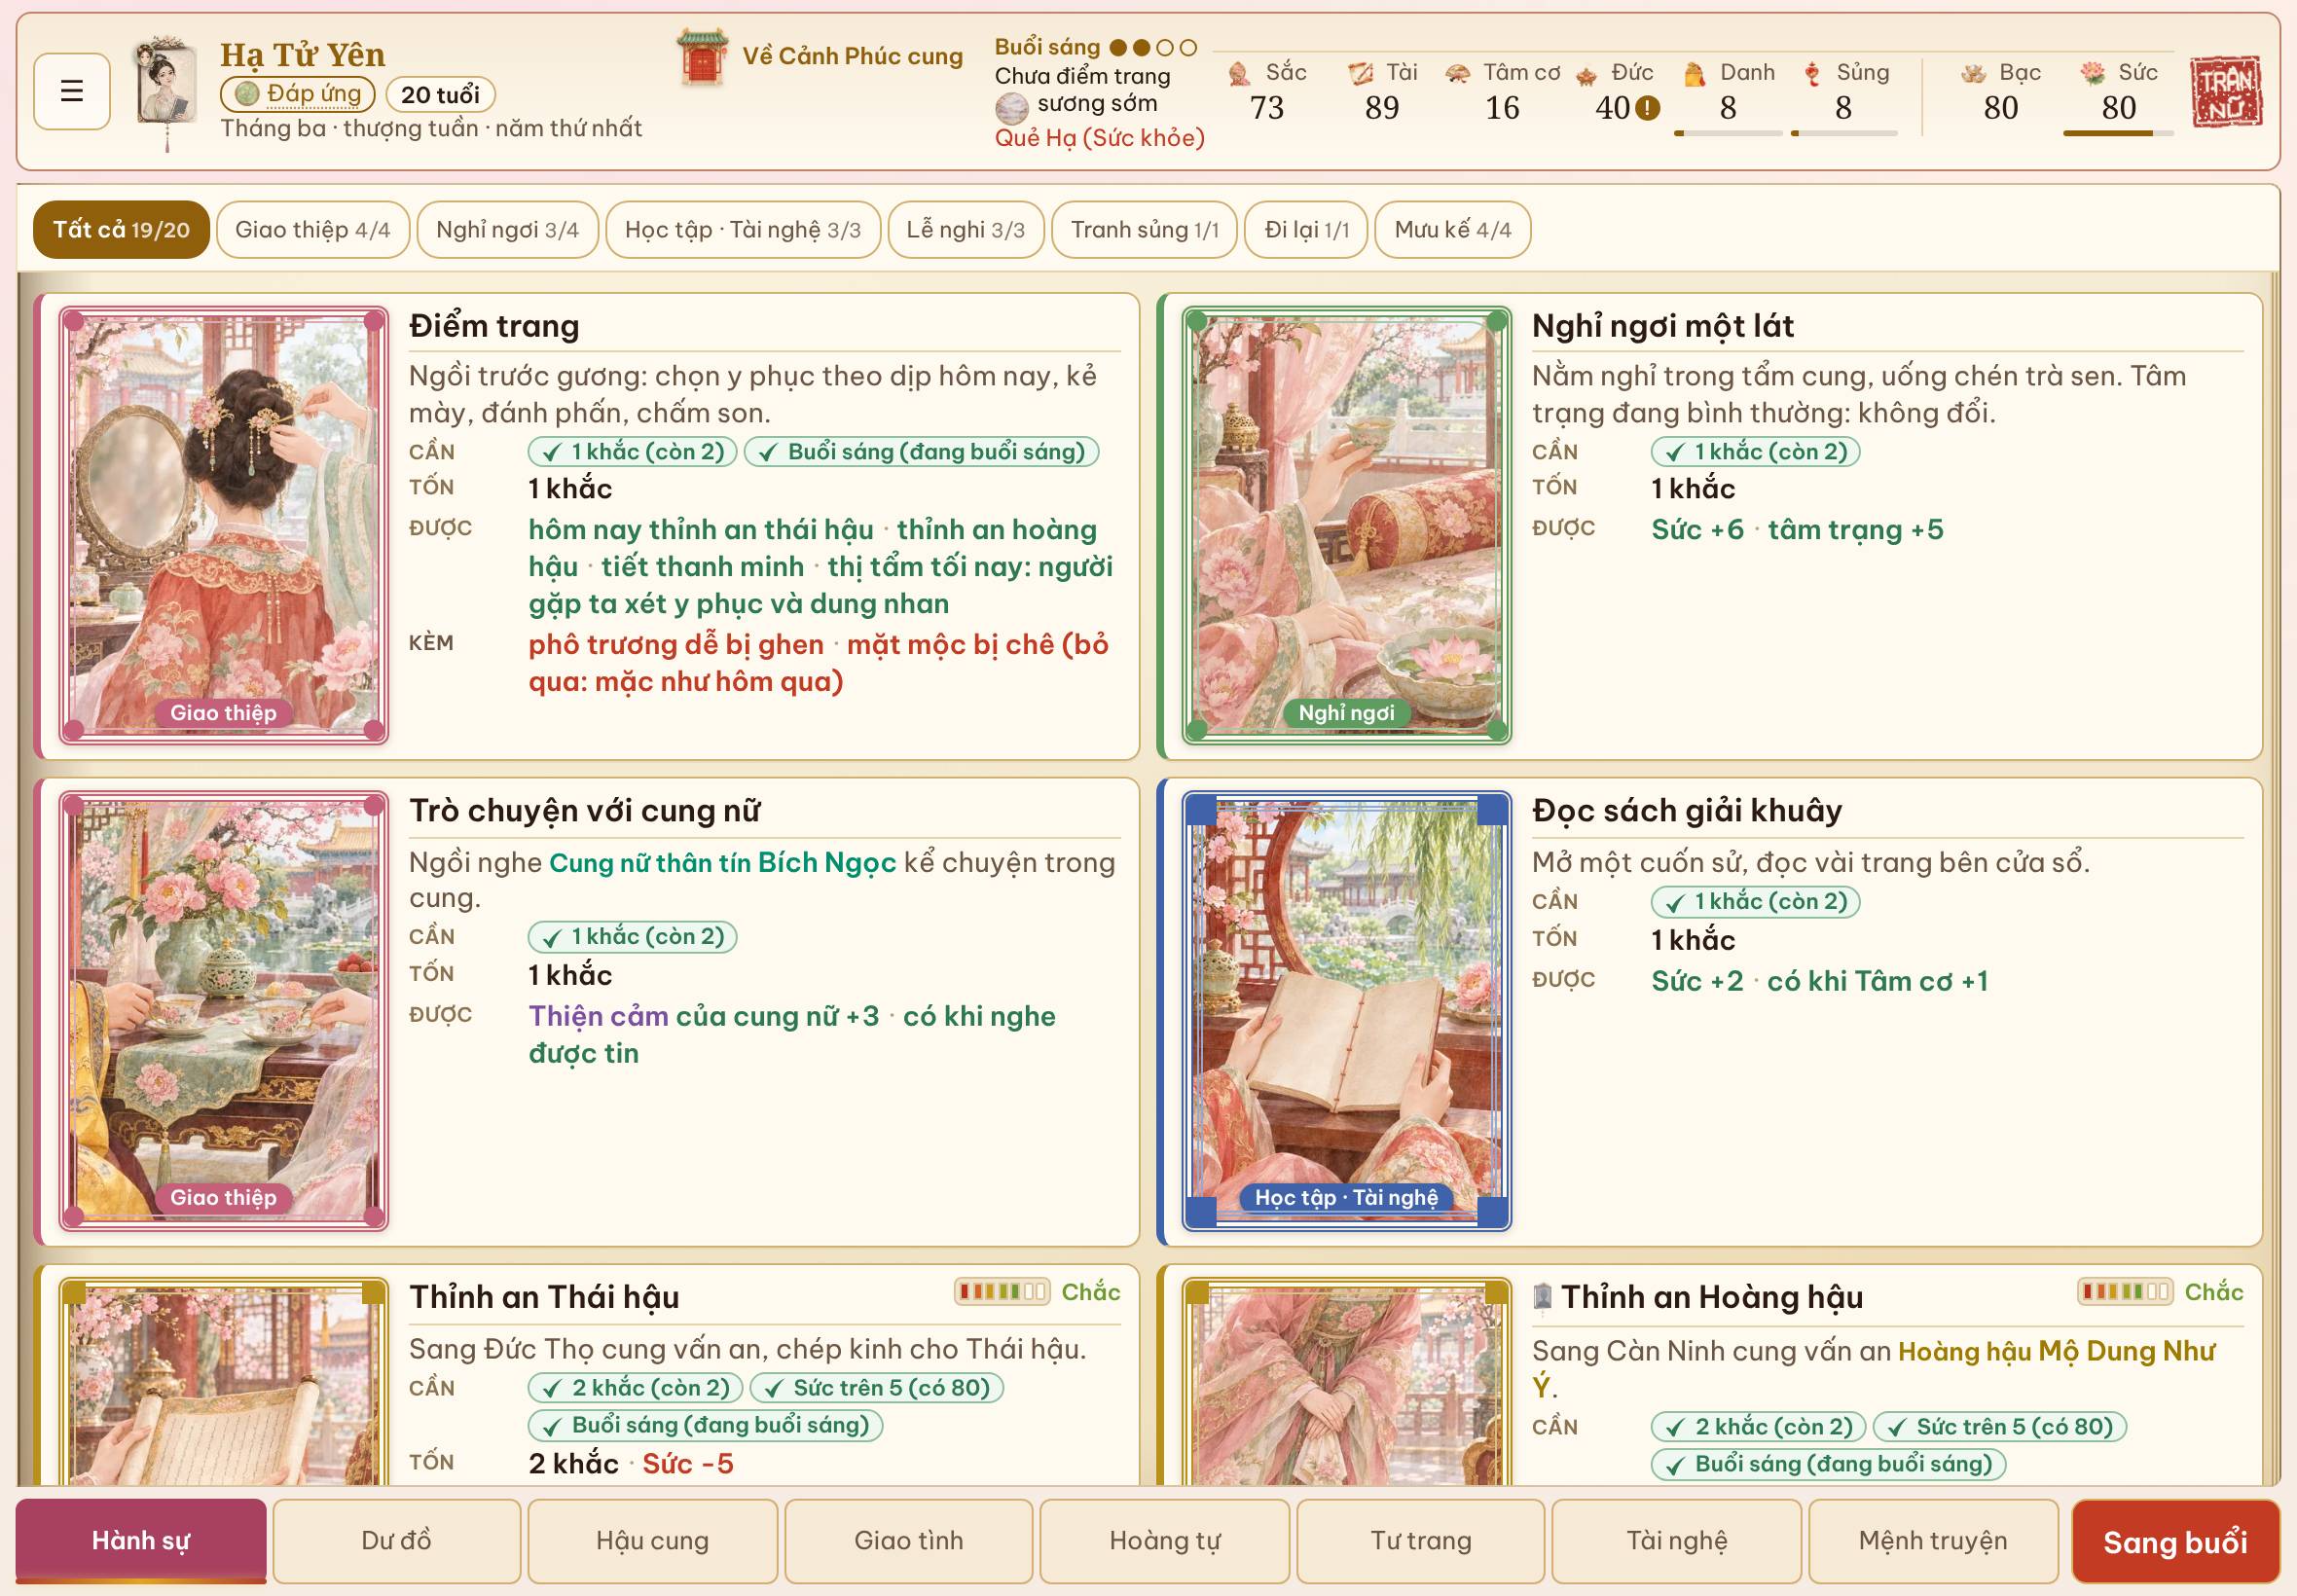 ☰
Hạ Tử Yên
Đáp ứng
20 tuổi
Tháng ba · thượng tuần · năm thứ nhất
Về Cảnh Phúc cung
Buổi sáng
Chưa điểm trang
sương sớm
Quẻ Hạ (Sức khỏe)
Sắc
73
Tài
89
Tâm cơ
16
Đức
40 !
Danh
8
Sủng
8
Bạc
80
Sức
80
TRÂN
NỮ
Tất cả 19/20
Giao thiệp 4/4
Nghỉ ngơi 3/4
Học tập · Tài nghệ 3/3
Lễ nghi 3/3
Tranh sủng 1/1
Đi lại 1/1
Mưu kế 4/4
Giao thiệp
Điểm trang
Ngồi trước gương: chọn y phục theo dịp hôm nay, kẻ
mày, đánh phấn, chấm son.
CẦN ✓ 1 khắc (còn 2) ✓ Buổi sáng (đang buổi sáng)
TỐN 1 khắc
ĐƯỢC hôm nay thỉnh an thái hậu · thỉnh an hoàng
hậu · tiết thanh minh · thị tẩm tối nay: người
gặp ta xét y phục và dung nhan
KÈM phô trương dễ bị ghen · mặt mộc bị chê (bỏ
qua: mặc như hôm qua)
Nghỉ ngơi
Nghỉ ngơi một lát
Nằm nghỉ trong tẩm cung, uống chén trà sen. Tâm
trạng đang bình thường: không đổi.
CẦN ✓ 1 khắc (còn 2)
TỐN 1 khắc
ĐƯỢC Sức +6 · tâm trạng +5
Giao thiệp
Trò chuyện với cung nữ
Ngồi nghe Cung nữ thân tín Bích Ngọc kể chuyện trong
cung.
CẦN ✓ 1 khắc (còn 2)
TỐN 1 khắc
ĐƯỢC Thiện cảm của cung nữ +3 · có khi nghe
được tin
Học tập · Tài nghệ
Đọc sách giải khuây
Mở một cuốn sử, đọc vài trang bên cửa sổ.
CẦN ✓ 1 khắc (còn 2)
TỐN 1 khắc
ĐƯỢC Sức +2 · có khi Tâm cơ +1
Thỉnh an Thái hậu
Chắc
Sang Đức Thọ cung vấn an, chép kinh cho Thái hậu.
CẦN ✓ 2 khắc (còn 2) ✓ Sức trên 5 (có 80)
✓ Buổi sáng (đang buổi sáng)
TỐN 2 khắc · Sức -5
Thỉnh an Hoàng hậu
Chắc
Sang Càn Ninh cung vấn an Hoàng hậu Mộ Dung Như
Ý.
CẦN ✓ 2 khắc (còn 2) ✓ Sức trên 5 (có 80)
✓ Buổi sáng (đang buổi sáng)
Hành sự
Dư đồ
Hậu cung
Giao tình
Hoàng tự
Tư trang
Tài nghệ
Mệnh truyện
Sang buổi